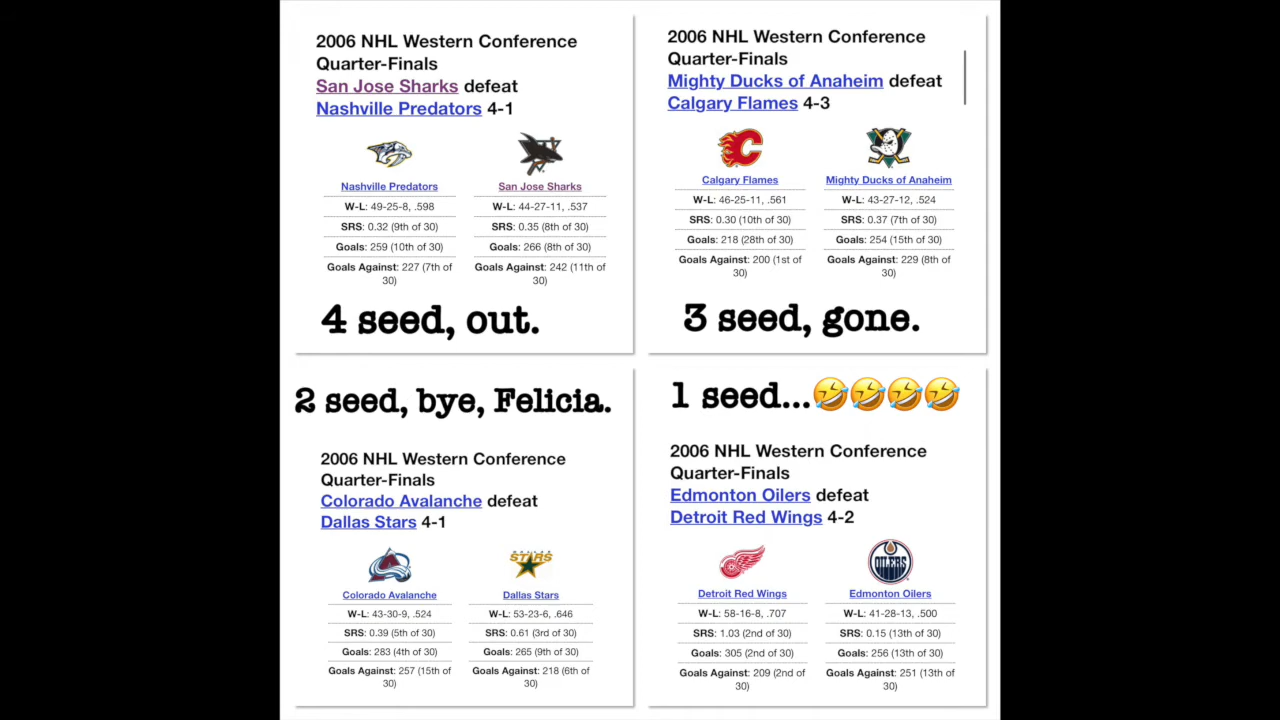 2006 NHL Western Conference
Quarter-Finals
San Jose Sharks defeat
Nashville Predators 4-1
Nashville Predators
W-L: 49-25-8, .598
SRS: 0.32 (9th of 30)
Goals: 259 (10th of 30)
Goals Against: 227 (7th of
30)
San Jose Sharks
W-L: 44-27-11, .537
SRS: 0.35 (8th of 30)
Goals: 266 (8th of 30)
Goals Against: 242 (11th of
30)
4 seed, out.
2006 NHL Western Conference
Quarter-Finals
Mighty Ducks of Anaheim defeat
Calgary Flames 4-3
Calgary Flames
W-L: 46-25-11, .561
SRS: 0.30 (10th of 30)
Goals: 218 (28th of 30)
Goals Against: 200 (1st of
30)
Mighty Ducks of Anaheim
W-L: 43-27-12, .524
SRS: 0.37 (7th of 30)
Goals: 254 (15th of 30)
Goals Against: 229 (8th of
30)
3 seed, gone.
2 seed, bye, Felicia.
2006 NHL Western Conference
Quarter-Finals
Colorado Avalanche defeat
Dallas Stars 4-1
Colorado Avalanche
W-L: 43-30-9, .524
SRS: 0.39 (5th of 30)
Goals: 283 (4th of 30)
Goals Against: 257 (15th of
30)
DALLAS
STARS
Dallas Stars
W-L: 53-23-6, .646
SRS: 0.61 (3rd of 30)
Goals: 265 (9th of 30)
Goals Against: 218 (6th of
30)
1 seed...🤣🤣🤣🤣
2006 NHL Western Conference
Quarter-Finals
Edmonton Oilers defeat
Detroit Red Wings 4-2
Detroit Red Wings
W-L: 58-16-8, .707
SRS: 1.03 (2nd of 30)
Goals: 305 (2nd of 30)
Goals Against: 209 (2nd of
30)
OILERS
Edmonton Oilers
W-L: 41-28-13, .500
SRS: 0.15 (13th of 30)
Goals: 256 (13th of 30)
Goals Against: 251 (13th of
30)